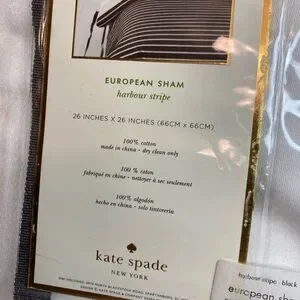 EUROPEAN SHAM
harbour stripe
26 INCHES X 26 INCHES (66CM X 66CM)
100% cotton
made in china - dry clean only
100 % coton
fabriqué en chine - nettoyer à sec seulement
100% algodón
hecho en china - solo tintorería
kate spade
NEW YORK
harbour stripe - black
european sha